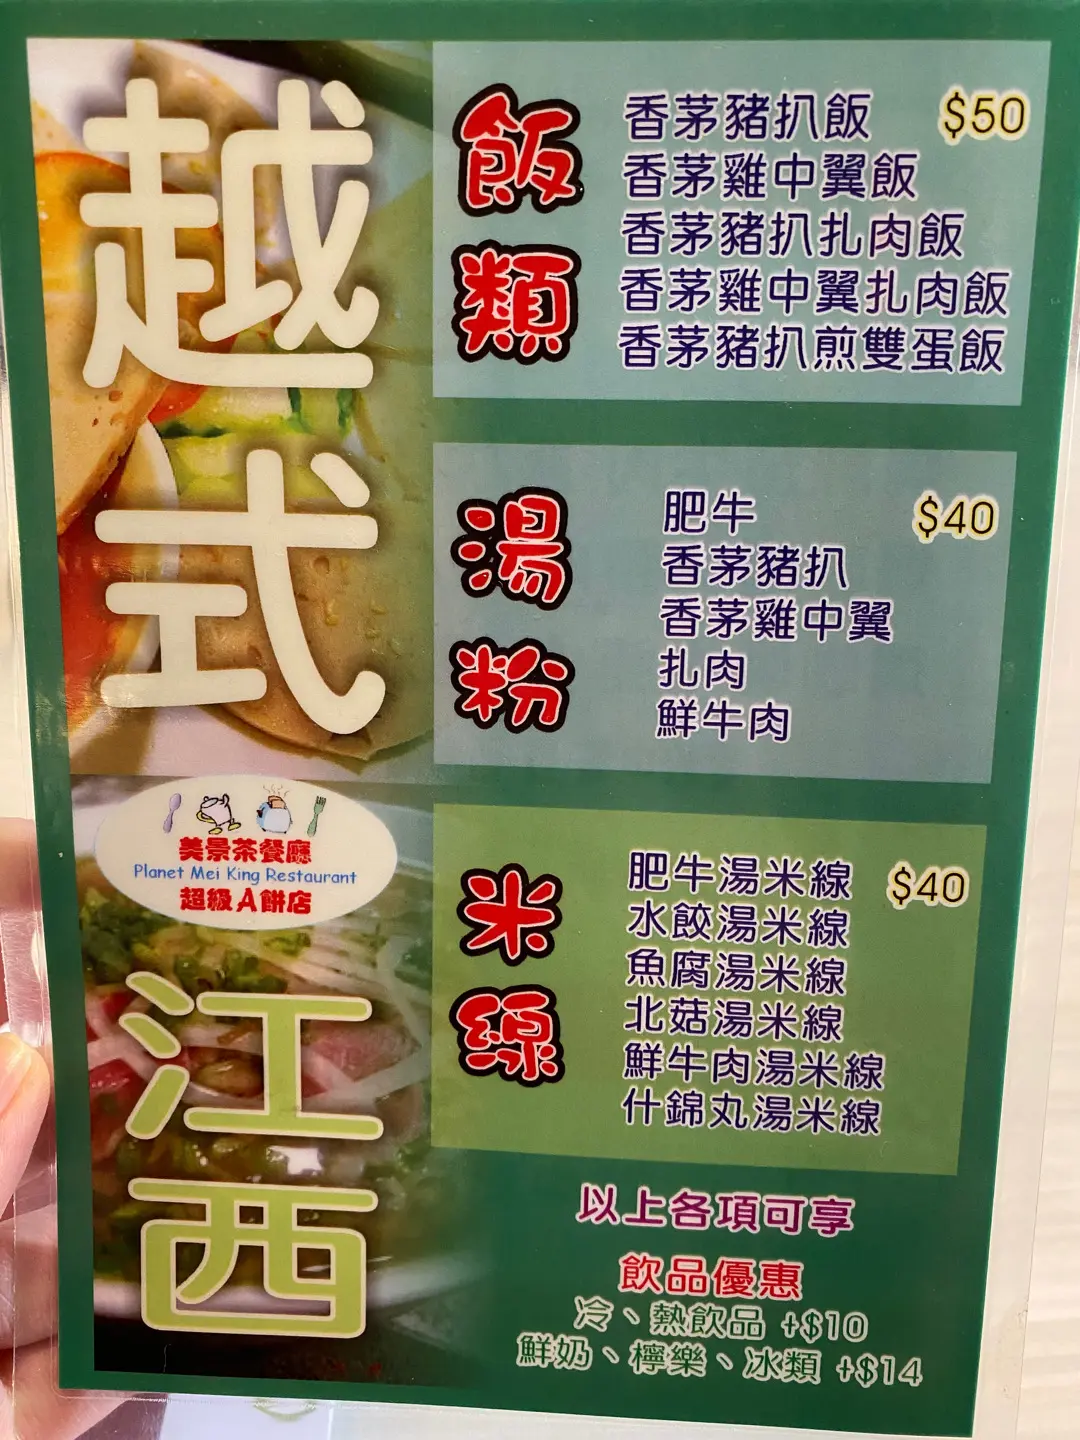 越式
飯類
香茅豬扒飯 $50
香茅雞中翼飯
香茅豬扒扎肉飯
香茅雞中翼扎肉飯
香茅豬扒煎雙蛋飯
湯粉
肥牛 $40
香茅豬扒
香茅雞中翼
扎肉
鮮牛肉
美景茶餐廳
Planet Mei King Restaurant
超級A餅店
江西
米線
肥牛湯米線 $40
水餃湯米線
魚腐湯米線
北菇湯米線
鮮牛肉湯米線
什錦丸湯米線
以上各項可享
飲品優惠
冷、熱飲品 +$10
鮮奶、檸樂、冰類 +$14